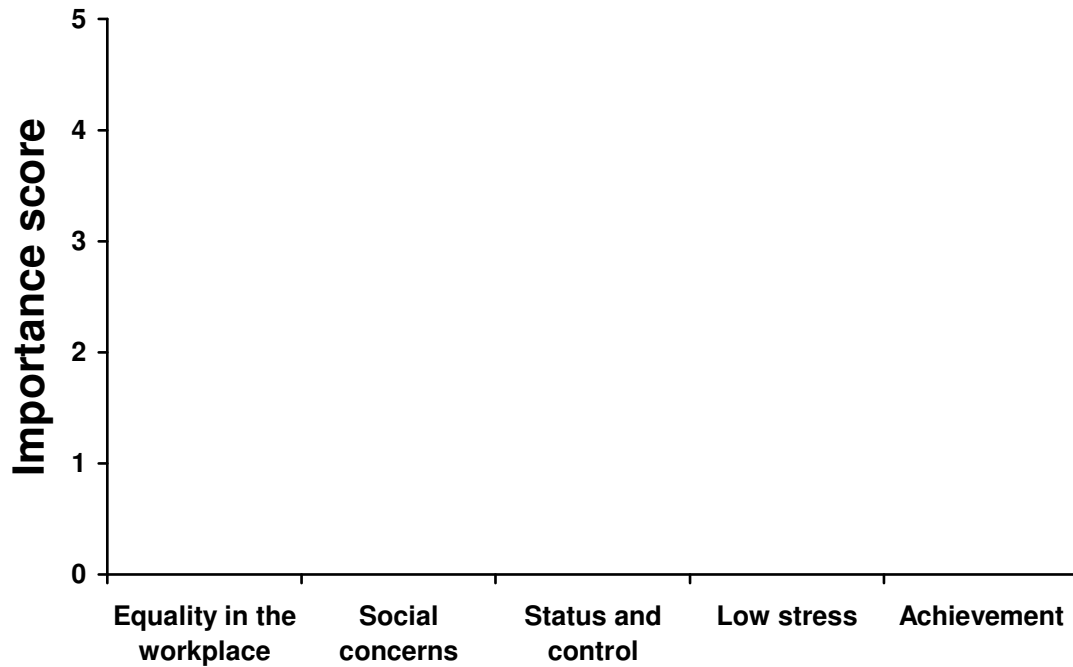 Importance score
5
4
3
2
1
0
Equality in the
workplace
Social
concerns
Status and
control
Low stress
Achievement